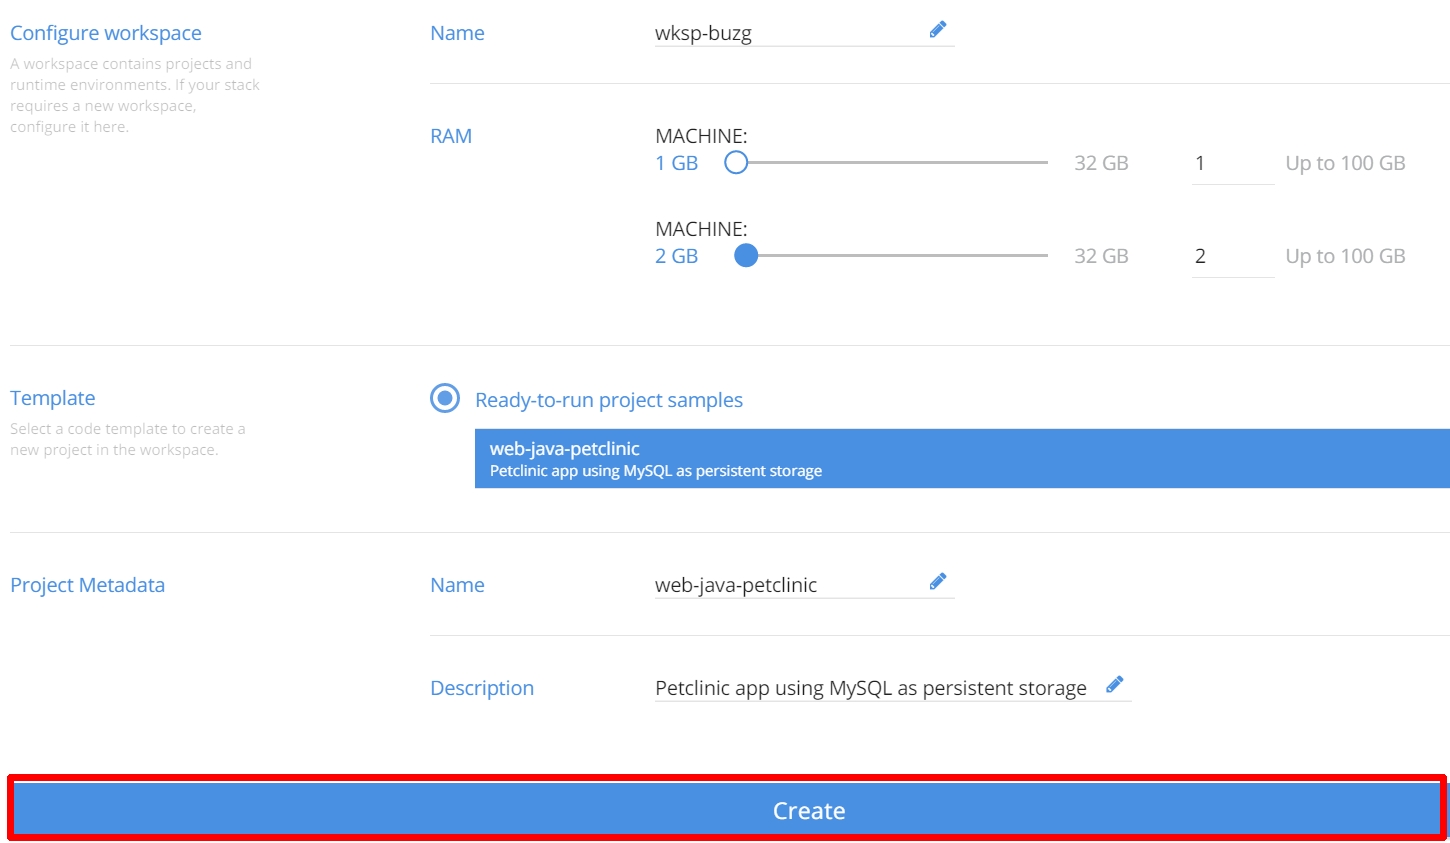 Configure workspace
A workspace contains projects and
runtime environments. If your stack
requires a new workspace,
configure it here.
Name
wksp-buzg
RAM
MACHINE:
1 GB
32 GB
1
Up to 100 GB
MACHINE:
2 GB
32 GB
2
Up to 100 GB
Template
Select a code template to create a
new project in the workspace.
Ready-to-run project samples
web-java-petclinic
Petclinic app using MySQL as persistent storage
Project Metadata
Name
web-java-petclinic
Description
Petclinic app using MySQL as persistent storage
Create